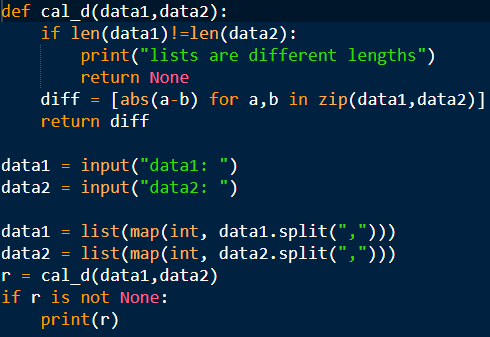 def cal_d(data1,data2):
    if len(data1)!=len(data2):
        print("lists are different lengths")
        return None
    diff = [abs(a-b) for a,b in zip(data1,data2)]
    return diff

data1 = input("data1: ")
data2 = input("data2: ")

data1 = list(map(int, data1.split(",")))
data2 = list(map(int, data2.split(",")))
r = cal_d(data1,data2)
if r is not None:
    print(r)